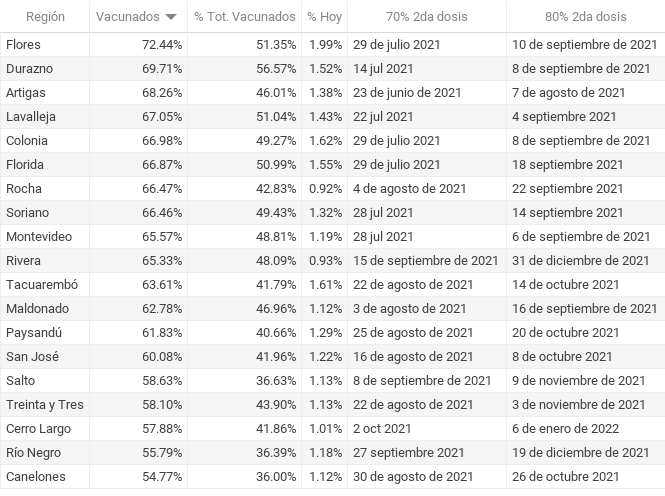 Región Vacunados % Tot. Vacunados % Hoy 70% 2da dosis 80% 2da dosis
Flores 72.44% 51.35% 1.99% 29 de julio 2021 10 de septiembre de 2021
Durazno 69.71% 56.57% 1.52% 14 jul 2021 8 de septiembre de 2021
Artigas 68.26% 46.01% 1.38% 23 de junio de 2021 7 de agosto de 2021
Lavalleja 67.05% 51.04% 1.43% 22 jul 2021 4 septiembre 2021
Colonia 66.98% 49.27% 1.62% 29 de julio 2021 8 de septiembre de 2021
Florida 66.87% 50.99% 1.55% 29 de julio 2021 18 septiembre 2021
Rocha 66.47% 42.83% 0.92% 4 de agosto de 2021 22 septiembre 2021
Soriano 66.46% 49.43% 1.32% 28 jul 2021 14 septiembre 2021
Montevideo 65.57% 48.81% 1.19% 28 jul 2021 6 de septiembre de 2021
Rivera 65.33% 48.09% 0.93% 15 de septiembre de 2021 31 de diciembre de 2021
Tacuarembó 63.61% 41.79% 1.61% 22 de agosto de 2021 14 de octubre 2021
Maldonado 62.78% 46.96% 1.12% 3 de agosto de 2021 16 de septiembre de 2021
Paysandú 61.83% 40.66% 1.29% 25 de agosto de 2021 20 de octubre 2021
San José 60.08% 41.96% 1.22% 16 de agosto de 2021 8 de octubre 2021
Salto 58.63% 36.63% 1.13% 8 de septiembre de 2021 9 de noviembre de 2021
Treinta y Tres 58.10% 43.90% 1.13% 22 de agosto de 2021 3 de noviembre de 2021
Cerro Largo 57.88% 41.86% 1.01% 2 oct 2021 6 de enero de 2022
Río Negro 55.79% 36.39% 1.18% 27 septiembre 2021 19 de diciembre de 2021
Canelones 54.77% 36.00% 1.12% 30 de agosto de 2021 26 de octubre 2021